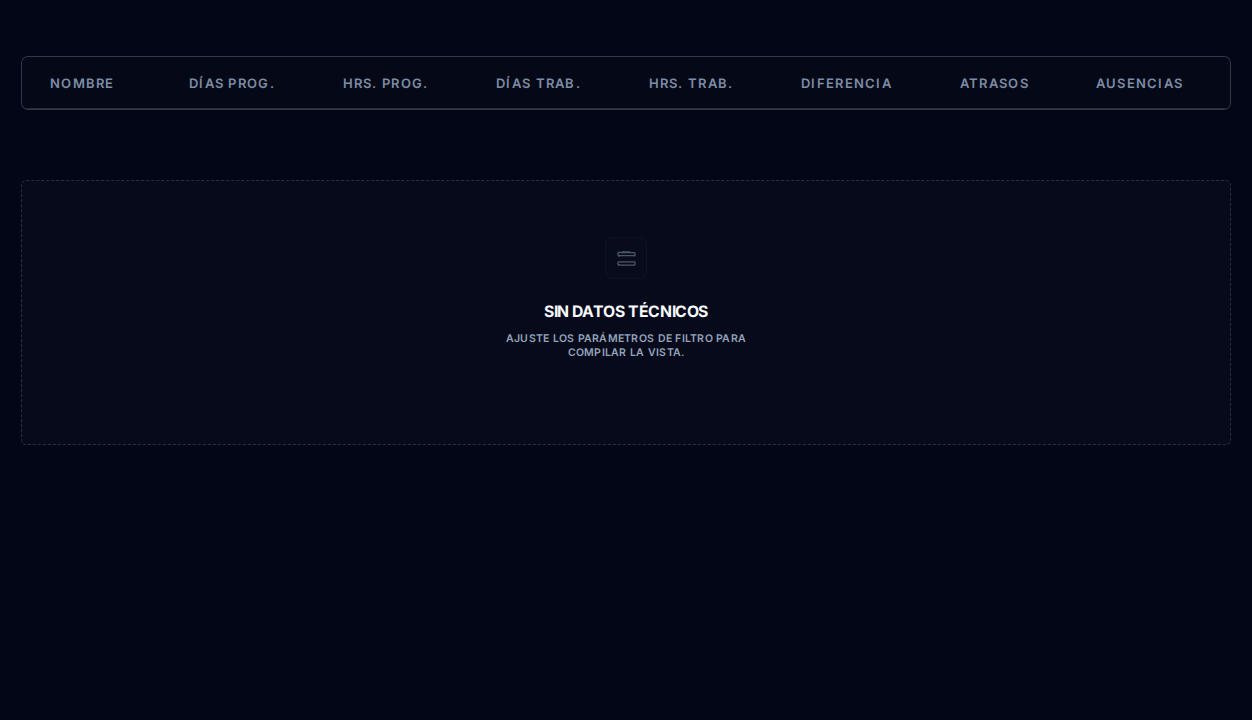 NOMBRE DÍAS PROG. HRS. PROG. DÍAS TRAB. HRS. TRAB. DIFERENCIA ATRASOS AUSENCIAS
SIN DATOS TÉCNICOS
AJUSTE LOS PARÁMETROS DE FILTRO PARA
COMPILAR LA VISTA.